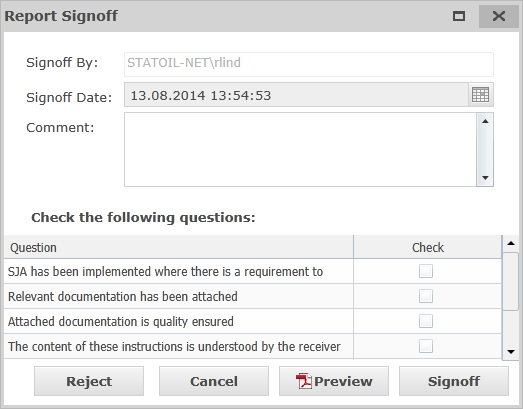 Report Signoff
Signoff By: STATOIL-NET\rlind
Signoff Date: 13.08.2014 13:54:53
Comment:
Check the following questions:
Question Check
SJA has been implemented where there is a requirement to
Relevant documentation has been attached
Attached documentation is quality ensured
The content of these instructions is understood by the receiver
Reject Cancel Preview Signoff